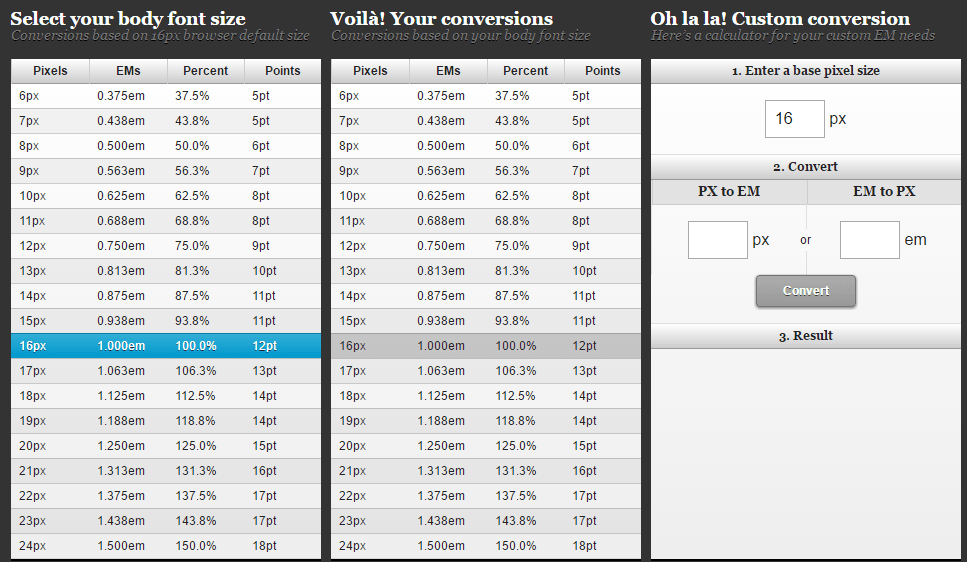 Select your body font size
Conversions based on 16px browser default size
Pixels EMs Percent Points
6px 0.375em 37.5% 5pt
7px 0.438em 43.8% 5pt
8px 0.500em 50.0% 6pt
9px 0.563em 56.3% 7pt
10px 0.625em 62.5% 8pt
11px 0.688em 68.8% 8pt
12px 0.750em 75.0% 9pt
13px 0.813em 81.3% 10pt
14px 0.875em 87.5% 11pt
15px 0.938em 93.8% 11pt
16px 1.000em 100.0% 12pt
17px 1.063em 106.3% 13pt
18px 1.125em 112.5% 14pt
19px 1.188em 118.8% 14pt
20px 1.250em 125.0% 15pt
21px 1.313em 131.3% 16pt
22px 1.375em 137.5% 17pt
23px 1.438em 143.8% 17pt
24px 1.500em 150.0% 18pt
Voilà! Your conversions
Conversions based on your body font size
Pixels EMs Percent Points
6px 0.375em 37.5% 5pt
7px 0.438em 43.8% 5pt
8px 0.500em 50.0% 6pt
9px 0.563em 56.3% 7pt
10px 0.625em 62.5% 8pt
11px 0.688em 68.8% 8pt
12px 0.750em 75.0% 9pt
13px 0.813em 81.3% 10pt
14px 0.875em 87.5% 11pt
15px 0.938em 93.8% 11pt
16px 1.000em 100.0% 12pt
17px 1.063em 106.3% 13pt
18px 1.125em 112.5% 14pt
19px 1.188em 118.8% 14pt
20px 1.250em 125.0% 15pt
21px 1.313em 131.3% 16pt
22px 1.375em 137.5% 17pt
23px 1.438em 143.8% 17pt
24px 1.500em 150.0% 18pt
Oh la la! Custom conversion
Here's a calculator for your custom EM needs
1. Enter a base pixel size
16 px
2. Convert
PX to EM EM to PX
px or em
Convert
3. Result